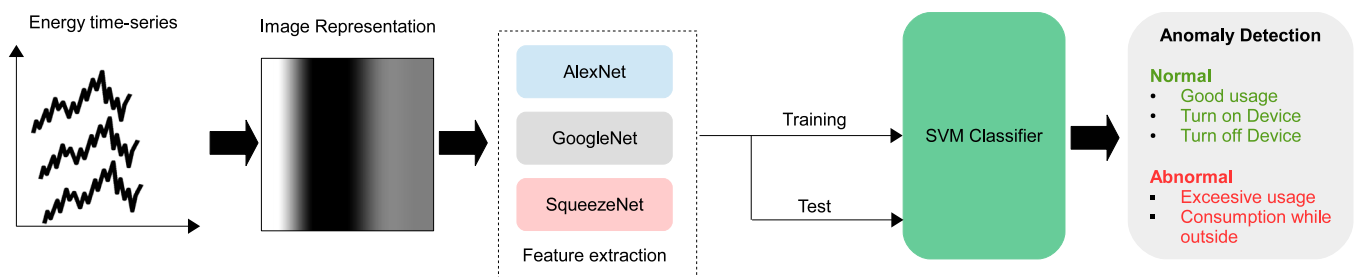 Energy time-series
Image Representation
AlexNet
GoogleNet
SqueezeNet
Feature extraction
Training
Test
SVM Classifier
Anomaly Detection
Normal
• Good usage
• Turn on Device
• Turn off Device
Abnormal
▪ Exceesive usage
▪ Consumption while
outside